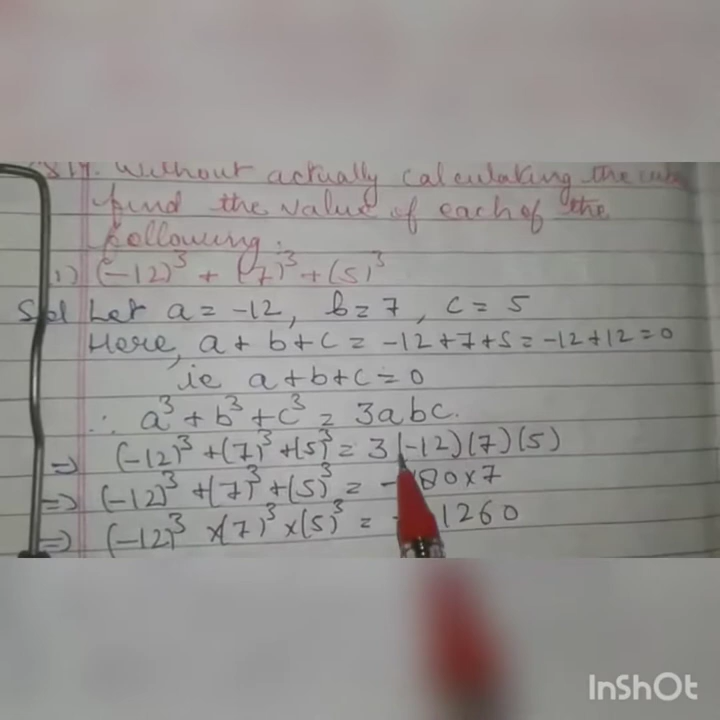 Without actually calculating the
find the value of each of the
following:
1) (-12)³ + (7)³ + (5)³
Sol Let a = -12, b = 7, c = 5
Here, a + b + c = -12+7+5 = -12+12 = 0
ie a+b+c = 0
∴ a³ + b³ + c³ = 3abc.
⇒ (-12)³ + (7)³ + (5)³ = 3(-12)(7)(5)
⇒ (-12)³ + (7)³ + (5)³ = - 80×7
⇒ (-12)³ × (7)³ × (5)³ = 1260
InShOt